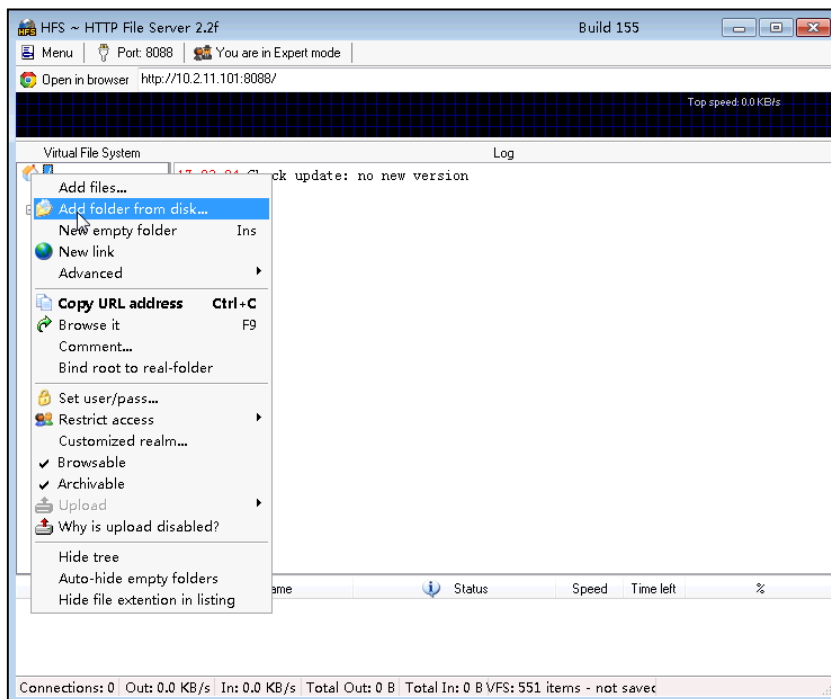 HFS ~ HTTP File Server 2.2f Build 155
Menu Port: 8088 You are in Expert mode
Open in browser http://10.2.11.101:8088/
Top speed: 0.0 KB/s
Virtual File System Log
Check update: no new version
Add files...
Add folder from disk...
New empty folder Ins
New link
Advanced
Copy URL address Ctrl+C
Browse it F9
Comment...
Bind root to real-folder
Set user/pass...
Restrict access
Customized realm...
Browsable
Archivable
Upload
Why is upload disabled?
Hide tree
Auto-hide empty folders
Hide file extention in listing
Status Speed Time left %
Connections: 0 Out: 0.0 KB/s In: 0.0 KB/s Total Out: 0 B Total In: 0 B VFS: 551 items - not saved